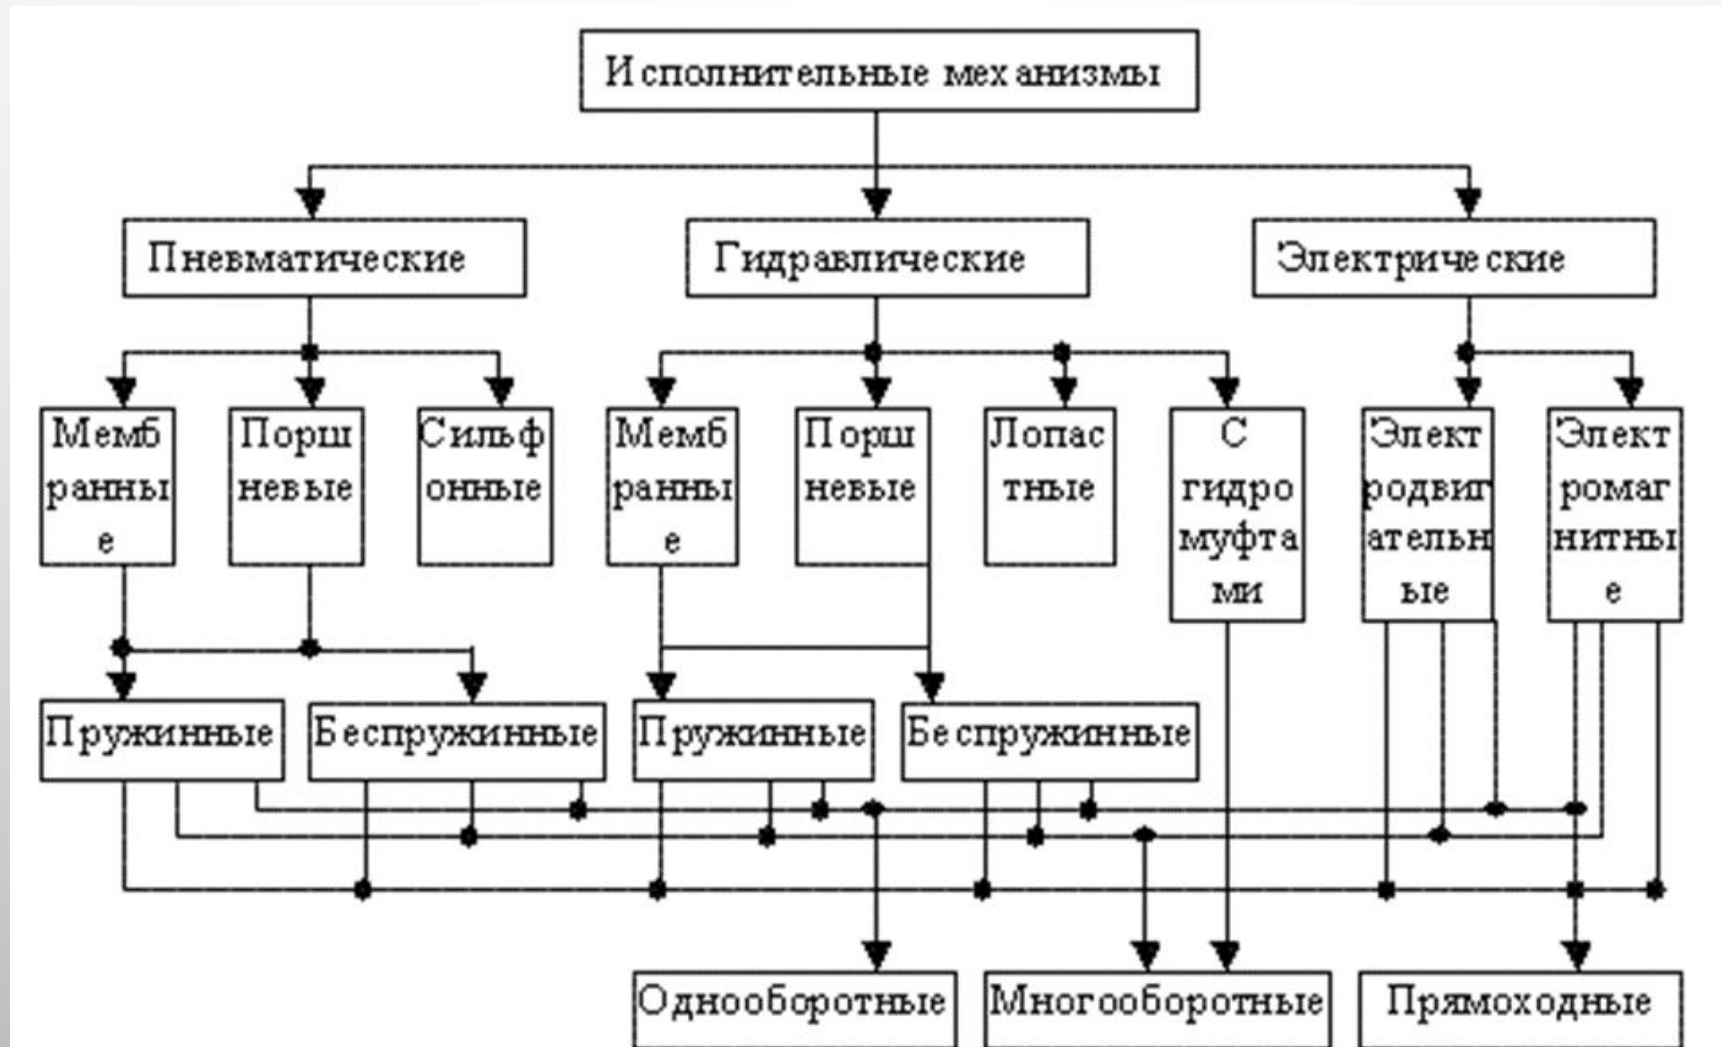 Исполнительные механизмы
Пневматические
Гидравлические
Электрические
Мемб
ранны
е
Порш
невые
Сильф
онные
Мемб
ранны
е
Порш
невые
Лопас
тные
С
гидро
муфта
ми
Элект
родвиг
ательн
ые
Элект
ромаг
нитны
е
Пружинные
Беспружинные
Пружинные
Беспружинные
Однооборотные
Многооборотные
Прямоходные